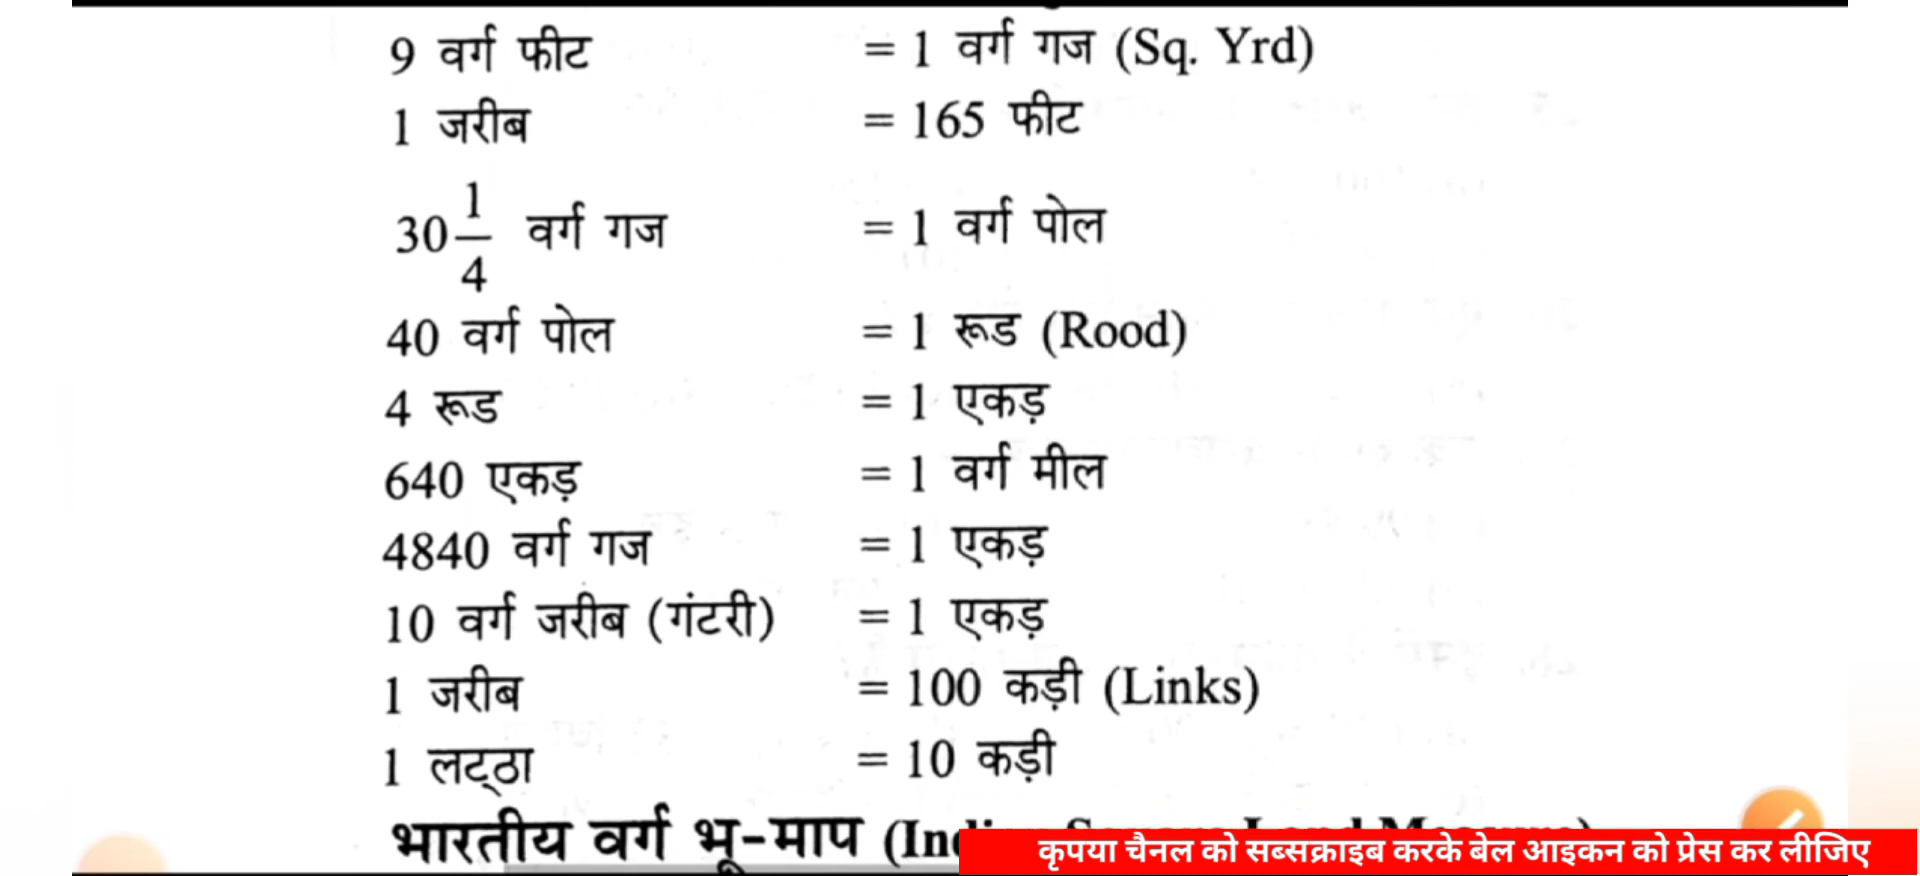 9 वर्ग फीट = 1 वर्ग गज (Sq. Yrd)
1 जरीब = 165 फीट
30 1/4 वर्ग गज = 1 वर्ग पोल
40 वर्ग पोल = 1 रूड (Rood)
4 रूड = 1 एकड़
640 एकड़ = 1 वर्ग मील
4840 वर्ग गज = 1 एकड़
10 वर्ग जरीब (गंटरी) = 1 एकड़
1 जरीब = 100 कड़ी (Links)
1 लट्ठा = 10 कड़ी
भारतीय वर्ग भू-माप
कृपया चैनल को सब्सक्राइब करके बेल आइकन को प्रेस कर लीजिए